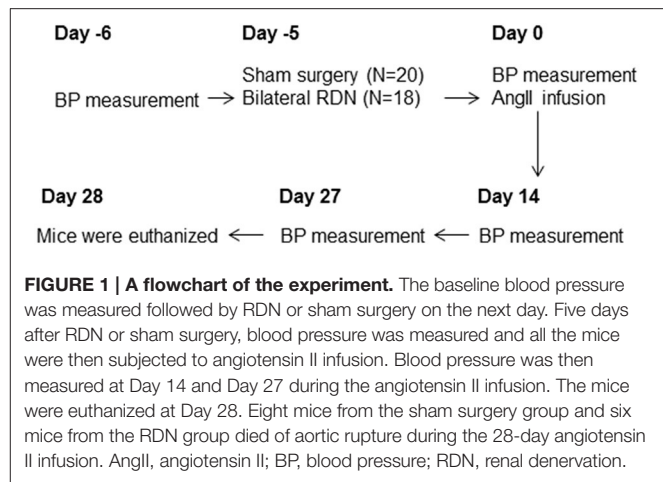 Day -6 Day -5 Day 0
Sham surgery (N=20) BP measurement
BP measurement → Bilateral RDN (N=18) → AngII infusion
Day 28 Day 27 Day 14
Mice were euthanized ← BP measurement ← BP measurement
FIGURE 1 | A flowchart of the experiment. The baseline blood pressure
was measured followed by RDN or sham surgery on the next day. Five days
after RDN or sham surgery, blood pressure was measured and all the mice
were then subjected to angiotensin II infusion. Blood pressure was then
measured at Day 14 and Day 27 during the angiotensin II infusion. The mice
were euthanized at Day 28. Eight mice from the sham surgery group and six
mice from the RDN group died of aortic rupture during the 28-day angiotensin
II infusion. AngII, angiotensin II; BP, blood pressure; RDN, renal denervation.